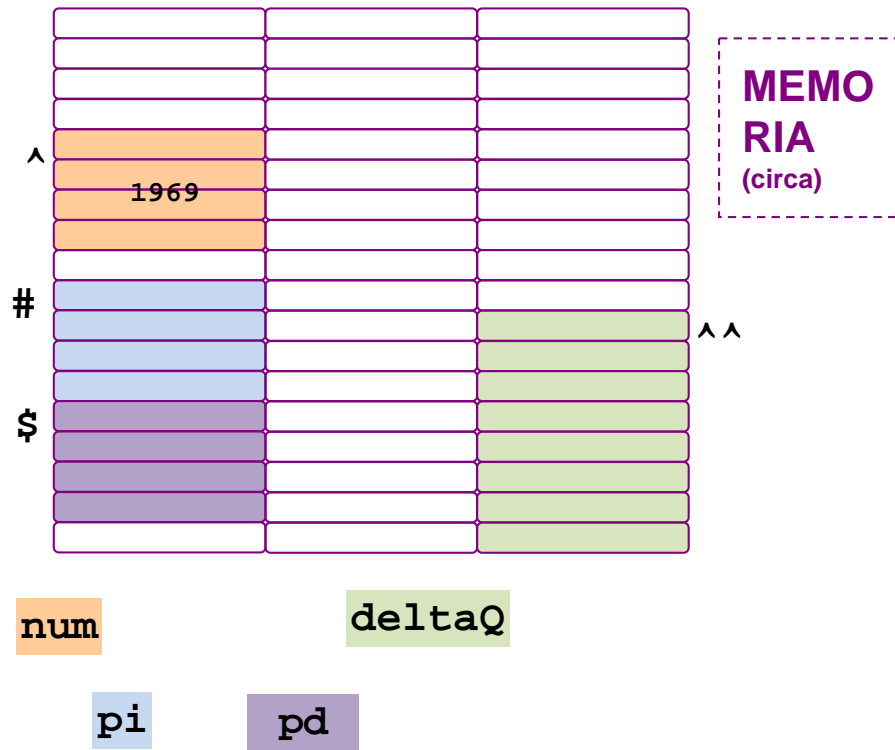 MEMO
RIA
(circa)
^
1969
#
^^
$
num
deltaQ
pi
pd